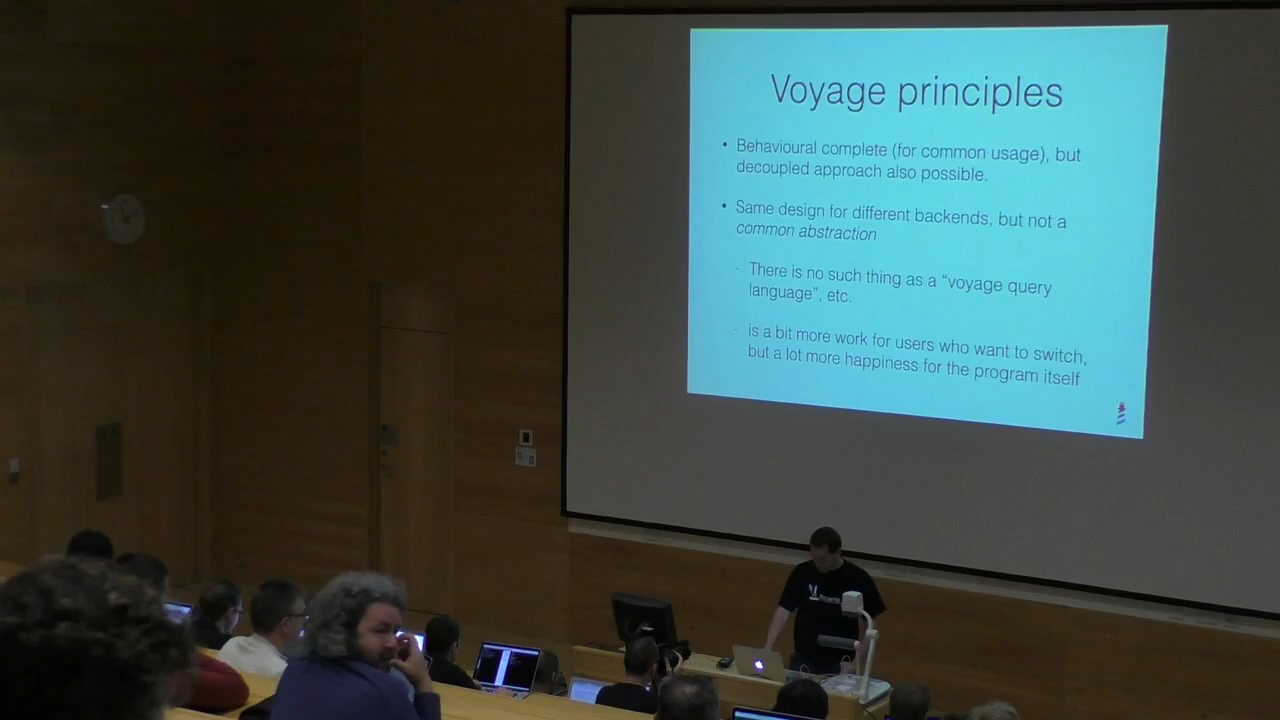 Voyage principles
• Behavioural complete (for common usage), but
decoupled approach also possible.
• Same design for different backends, but not a
common abstraction
- There is no such thing as a “voyage query
language”, etc.
- is a bit more work for users who want to switch,
but a lot more happiness for the program itself